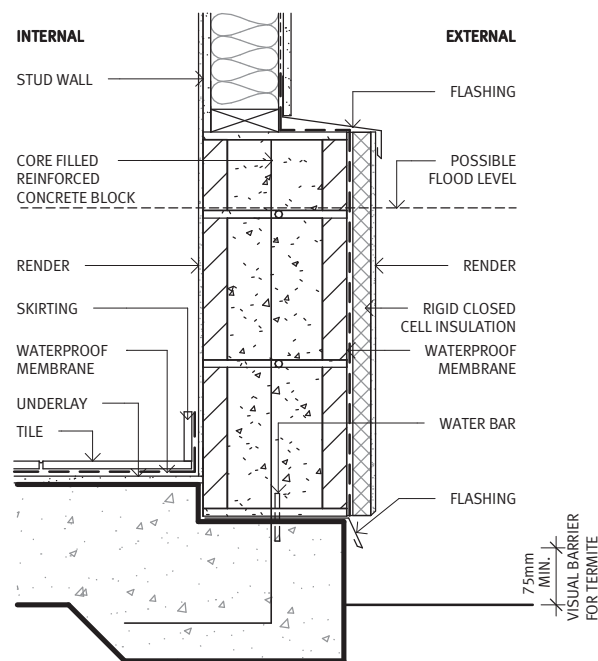 INTERNAL
EXTERNAL
STUD WALL
FLASHING
CORE FILLED
REINFORCED
CONCRETE BLOCK
POSSIBLE
FLOOD LEVEL
RENDER
RENDER
SKIRTING
RIGID CLOSED
CELL INSULATION
WATERPROOF
MEMBRANE
WATERPROOF
MEMBRANE
UNDERLAY
TILE
WATER BAR
FLASHING
75mm
MIN.
VISUAL BARRIER
FOR TERMITE